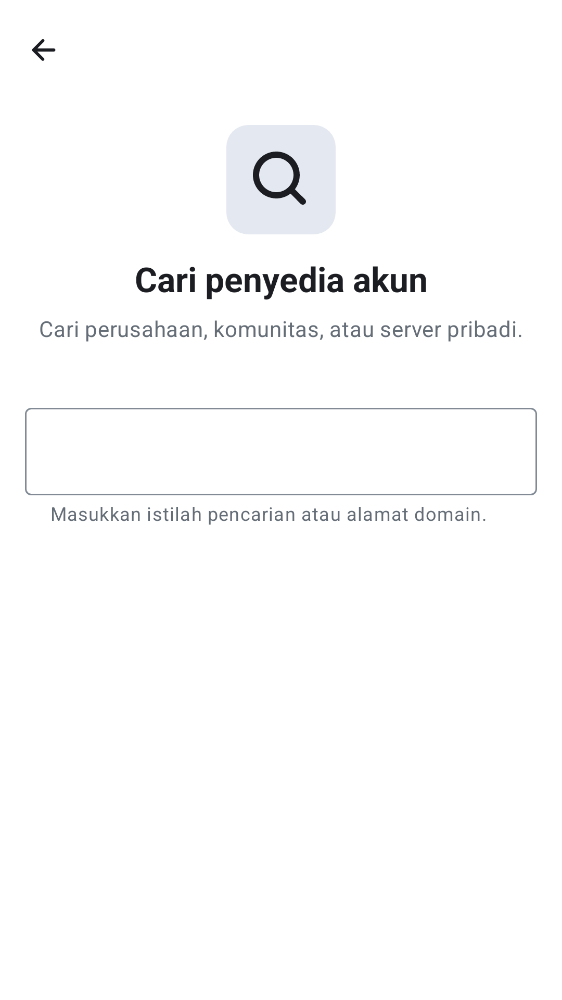 Cari penyedia akun
Cari perusahaan, komunitas, atau server pribadi.
Masukkan istilah pencarian atau alamat domain.